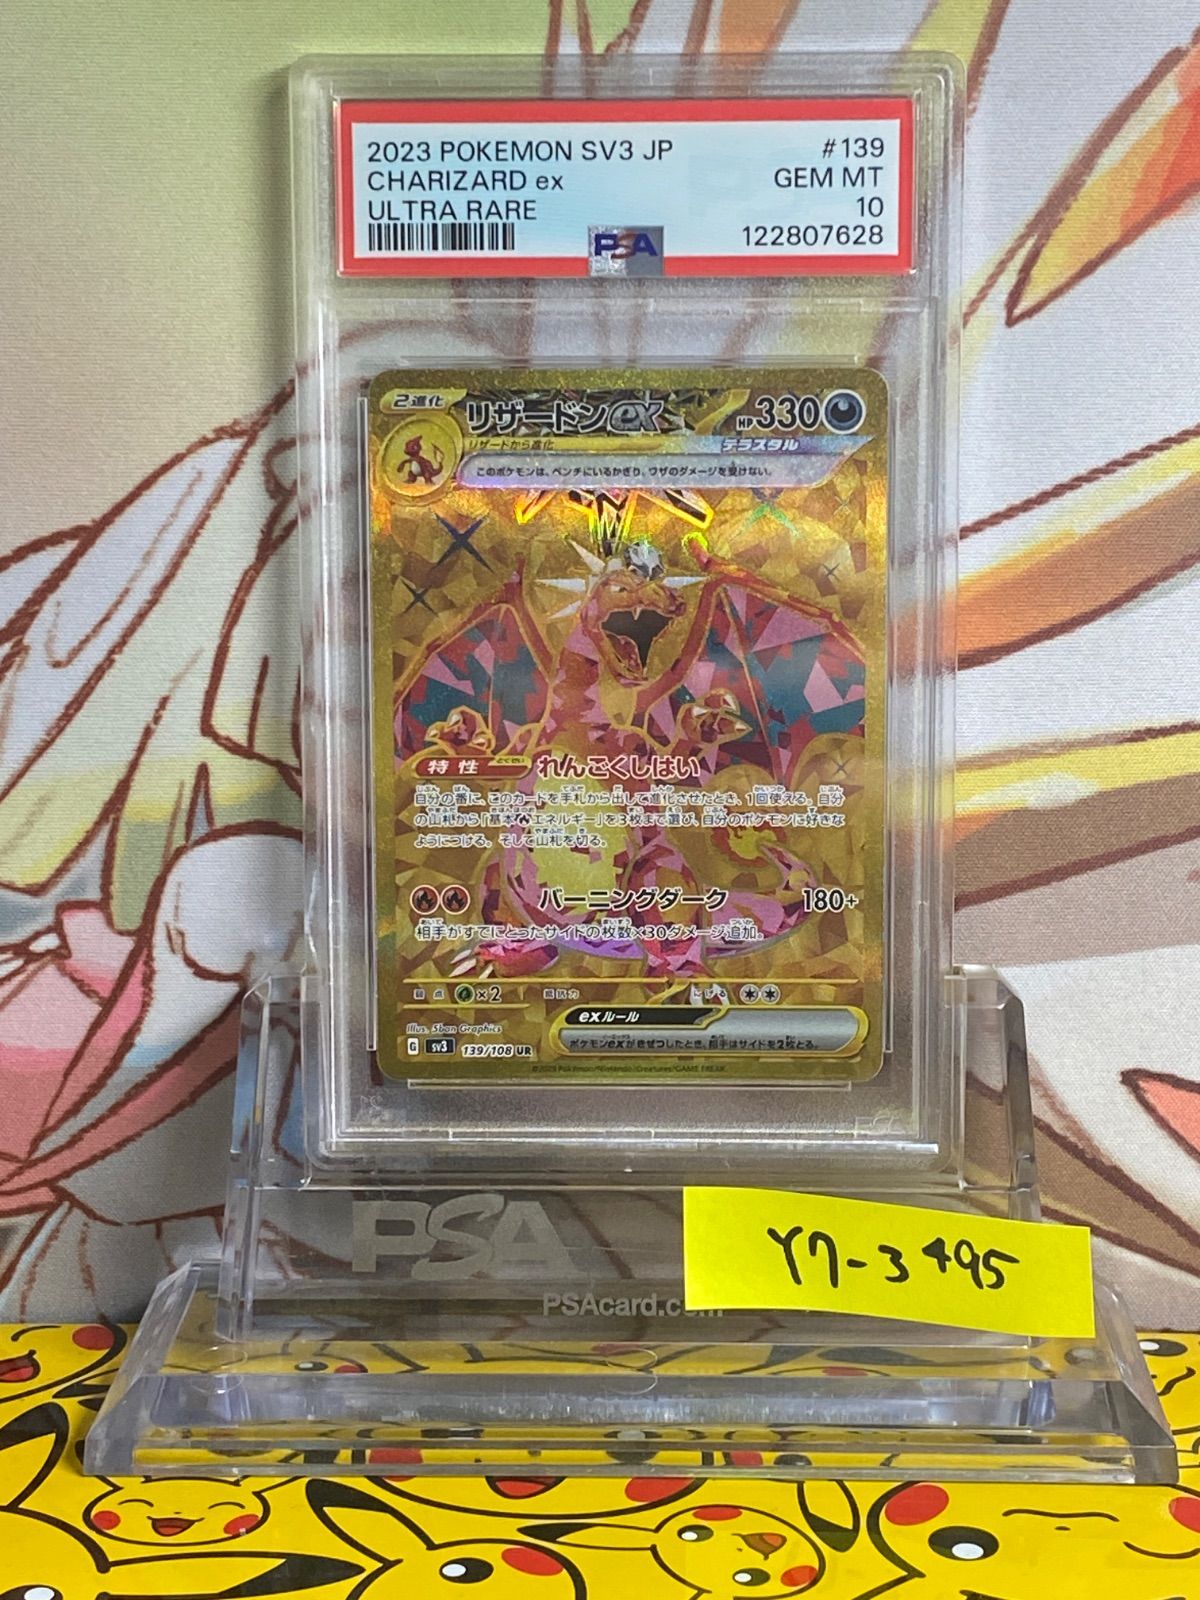 2023 POKEMON SV3 JP #139
CHARIZARD ex GEM MT
ULTRA RARE 10
PSA 122807628
2進化 リザードンex HP330
リザードから進化 テラスタル
このポケモンは、ベンチにいるかぎり、ワザのダメージを受けない。
特性 とくせい れんごくしはい
自分の番に、このカードを手札から出して進化させたとき、1回使える。自分
の山札から「基本エネルギー」を3枚まで選び、自分のポケモンに好きな
ようにつける。そして山札を切る。
バーニングダーク 180+
相手がすでにとったサイドの枚数×30ダメージ追加。
弱点 ×2 抵抗力 にげる
exルール
ポケモンexがきぜつしたとき、相手はサイドを2枚とる。
Illus. 5ban Graphics
G SV3 139/108 UR
©2023 Pokémon/Nintendo/Creatures/GAME FREAK
PSA
Y7-3495
PSAcard.com